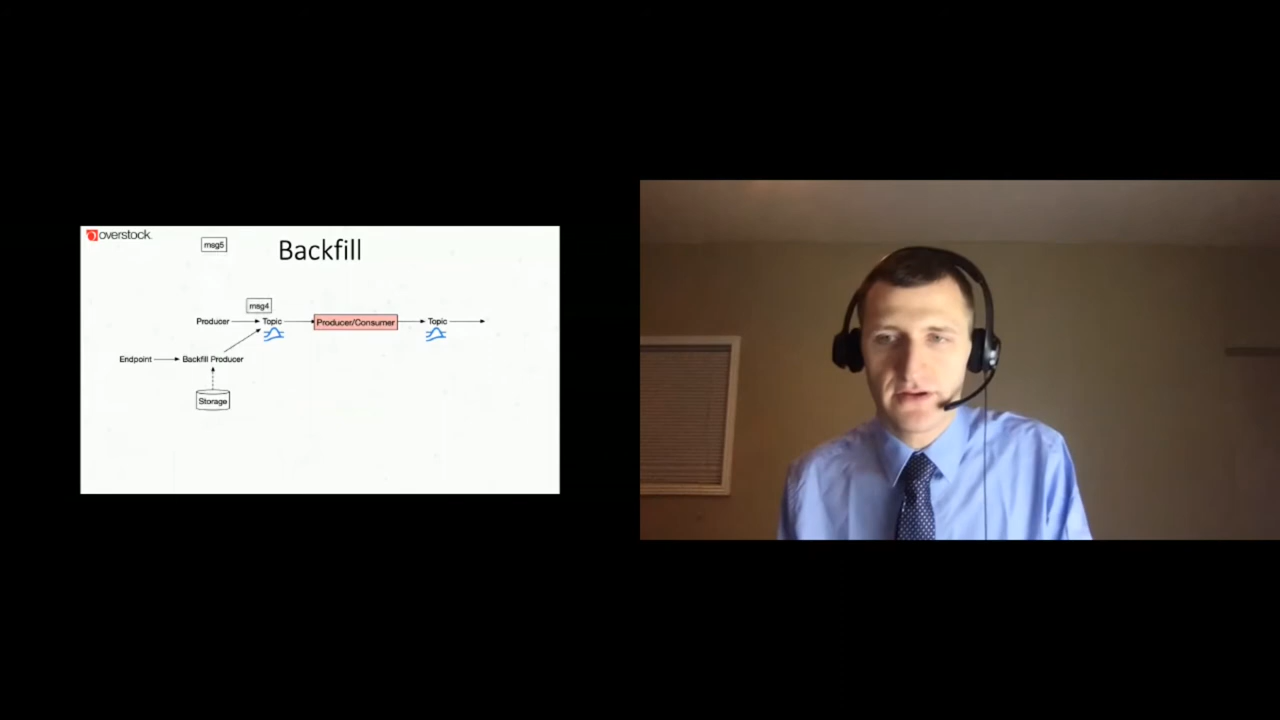 overstock.
msg5
Backfill
msg4
Producer
Topic
Producer/Consumer
Topic
Endpoint
Backfill Producer
Storage